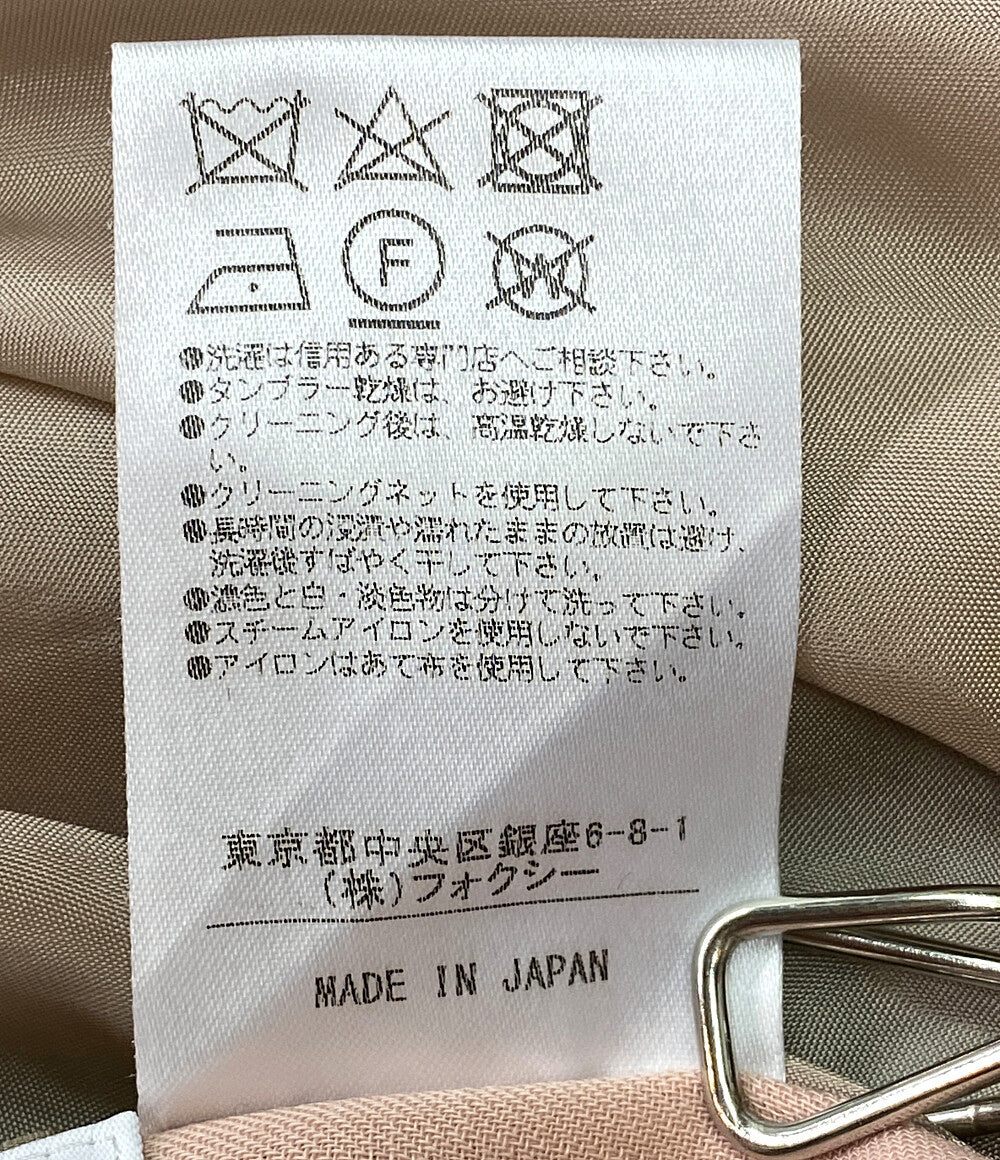 F
W
●洗濯は信用ある専門店へご相談下さい。
●タンブラー乾燥は、お避け下さい。
●クリーニング後は、高温乾燥しないで下さ
い。
●クリーニングネットを使用して下さい。
●長時間の浸漬や濡れたままの放置は避け、
洗濯後すばやく干して下さい。
●濃色と白・淡色物は分けて洗って下さい。
●スチームアイロンを使用しないで下さい。
●アイロンはあて布を使用して下さい。
東京都中央区銀座6-8-1
(株)フォクシー
MADE IN JAPAN